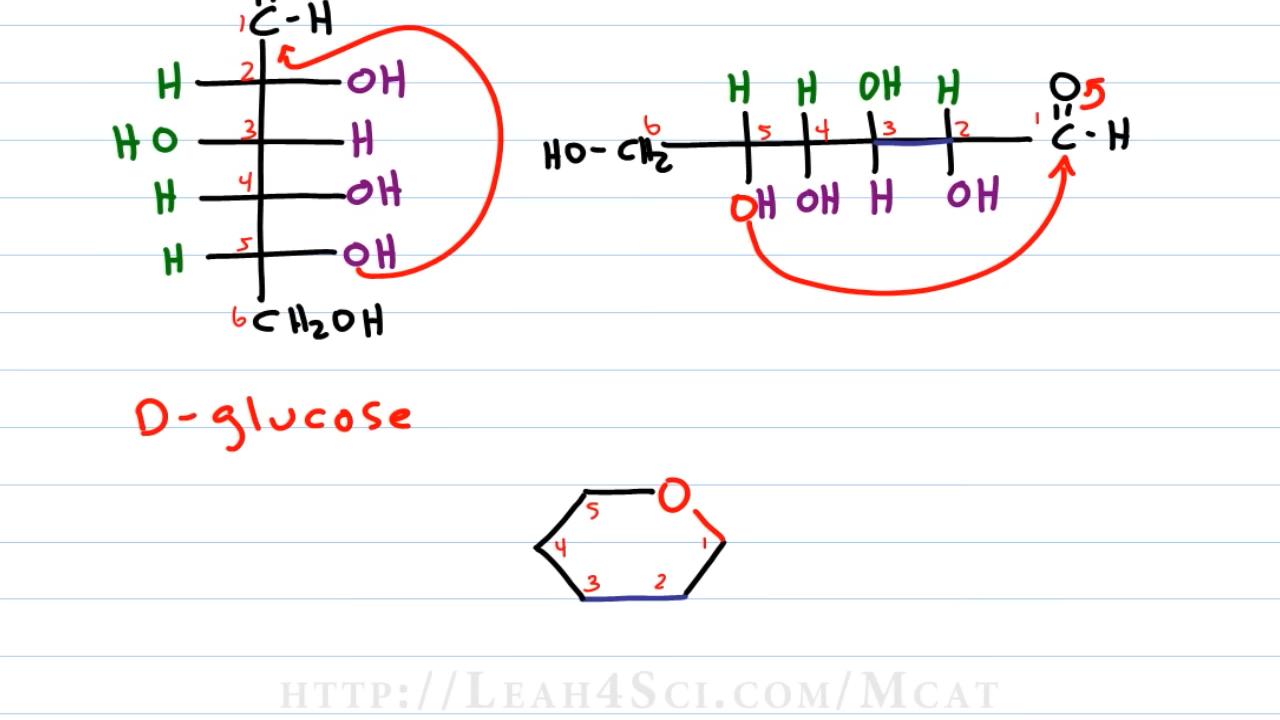 1 C-H
H 2 OH
HO 3 H
H 4 OH
H 5 OH
6 CH2OH
D-glucose
H H OH H O
HO-CH2 6 5 4 3 2 1 C-H
OH OH H OH
O
5
4 1
3 2
HTTP://LEAH4SCI.COM/MCAT